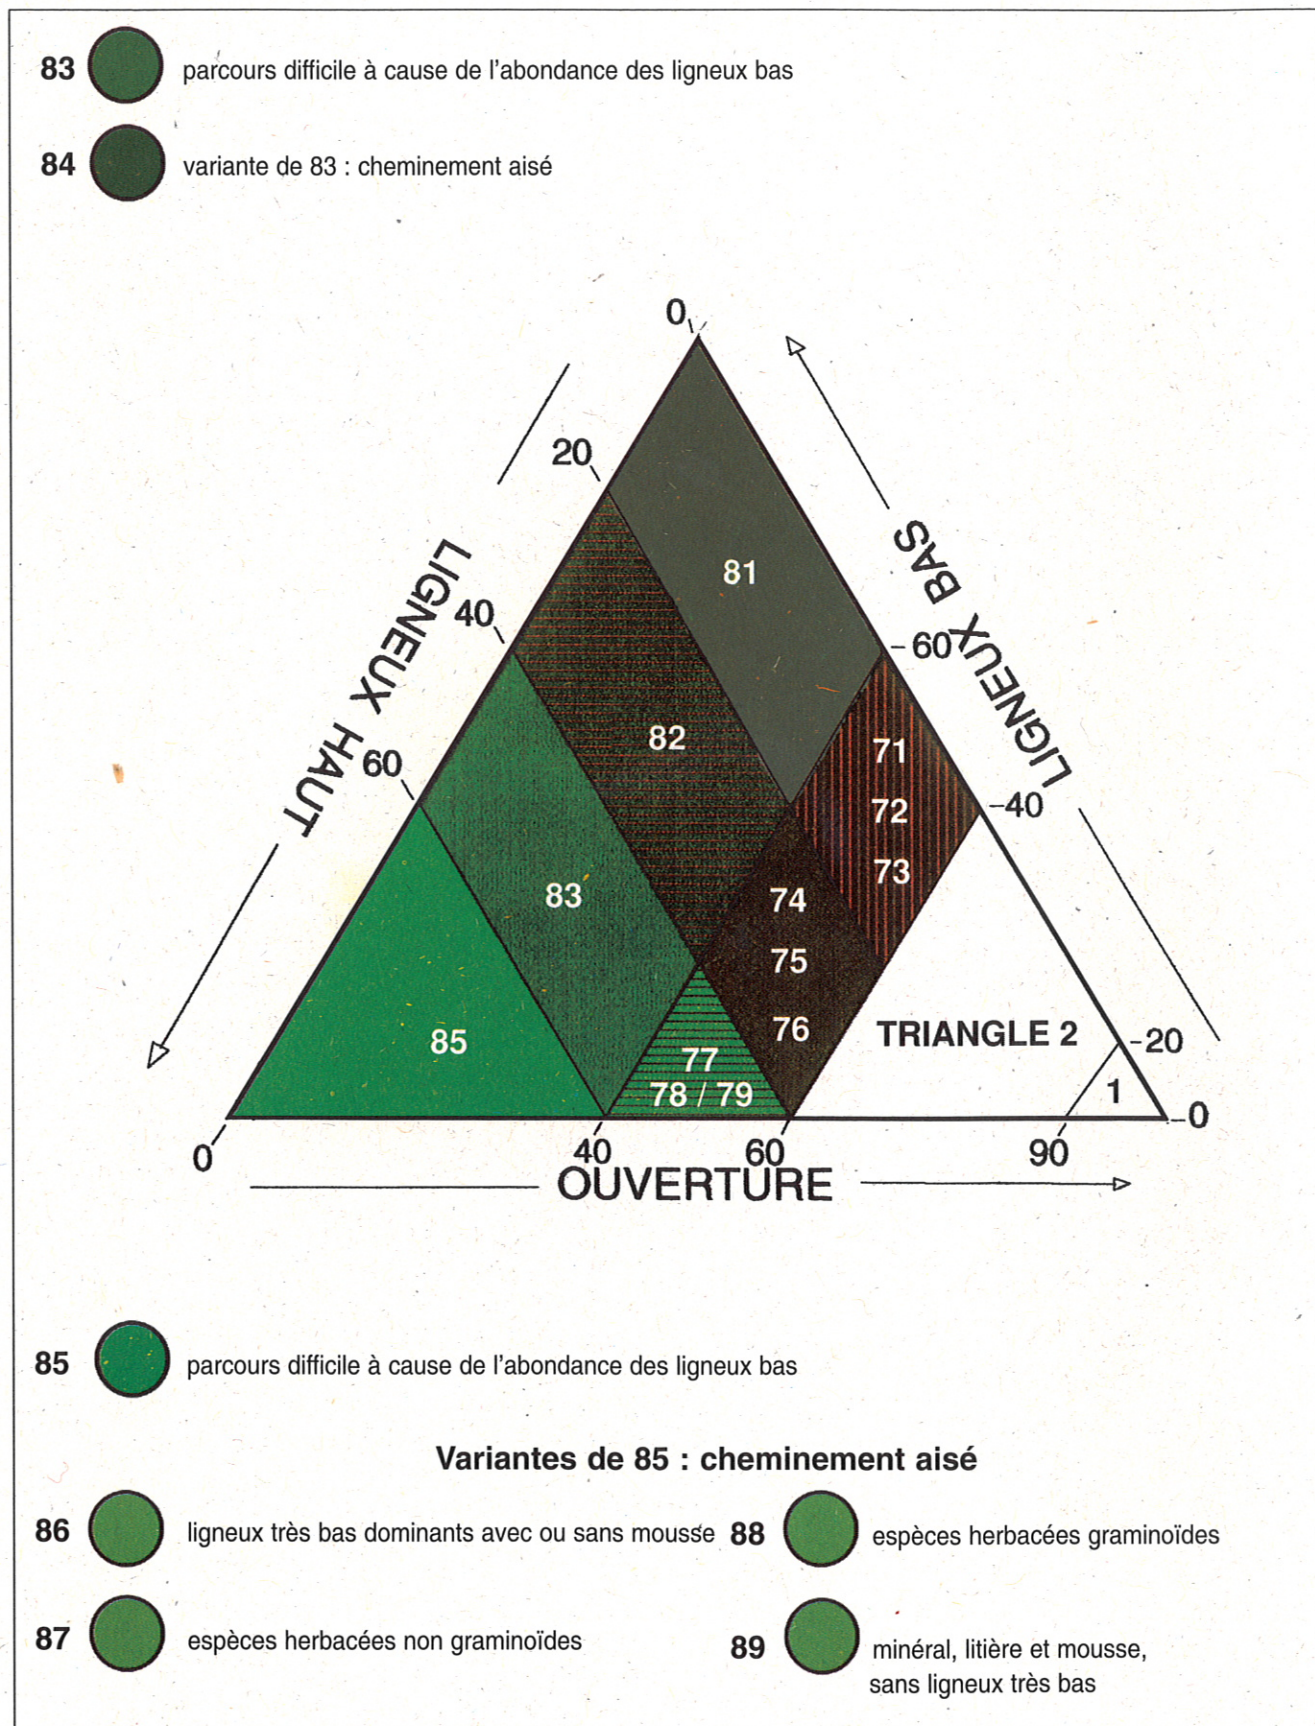 83 parcours difficile à cause de l'abondance des ligneux bas
84 variante de 83 : cheminement aisé
0
20
40
60
LIGNEUX HAUT
LIGNEUX BAS
60
40
20
0
81
82
83
85
71
72
73
74
75
76
77
78 / 79
TRIANGLE 2
1
0
40
60
90
OUVERTURE
85 parcours difficile à cause de l'abondance des ligneux bas
Variantes de 85 : cheminement aisé
86 ligneux très bas dominants avec ou sans mousse
88 espèces herbacées graminoïdes
87 espèces herbacées non graminoïdes
89 minéral, litière et mousse,
sans ligneux très bas